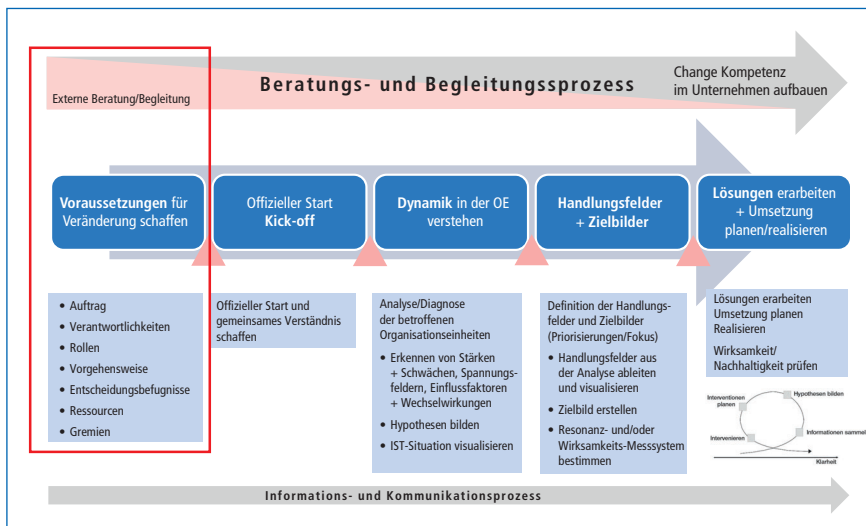 Beratungs- und Begleitungssprozess
Change Kompetenz
im Unternehmen aufbauen
Externe Beratung/Begleitung
Voraussetzungen für
Veränderung schaffen
Offizieller Start
Kick-off
Dynamik in der OE
verstehen
Handlungsfelder
+ Zielbilder
Lösungen erarbeiten
+ Umsetzung
planen/realisieren
• Auftrag
• Verantwortlichkeiten
• Rollen
• Vorgehensweise
• Entscheidungsbefugnisse
• Ressourcen
• Gremien
Offizieller Start und
gemeinsames Verständnis
schaffen
Analyse/Diagnose
der betroffenen
Organisationseinheiten
• Erkennen von Stärken
+ Schwächen, Spannungs-
feldern, Einflussfaktoren
+ Wechselwirkungen
• Hypothesen bilden
• IST-Situation visualisieren
Definition der Handlungs-
felder und Zielbilder
(Priorisierungen/Fokus)
• Handlungsfelder aus
der Analyse ableiten
und visualisieren
• Zielbild erstellen
• Resonanz- und/oder
Wirksamkeits-Messsystem
bestimmen
Lösungen erarbeiten
Umsetzung planen
Realisieren
Wirksamkeit/
Nachhaltigkeit prüfen
Hypothesen bilden
Interventionen
planen
Informationen sammel
Intervenieren
Klarheit
Informations- und Kommunikationsprozess